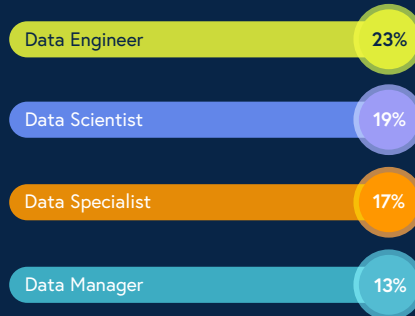 Data Engineer 23%
Data Scientist 19%
Data Specialist 17%
Data Manager 13%